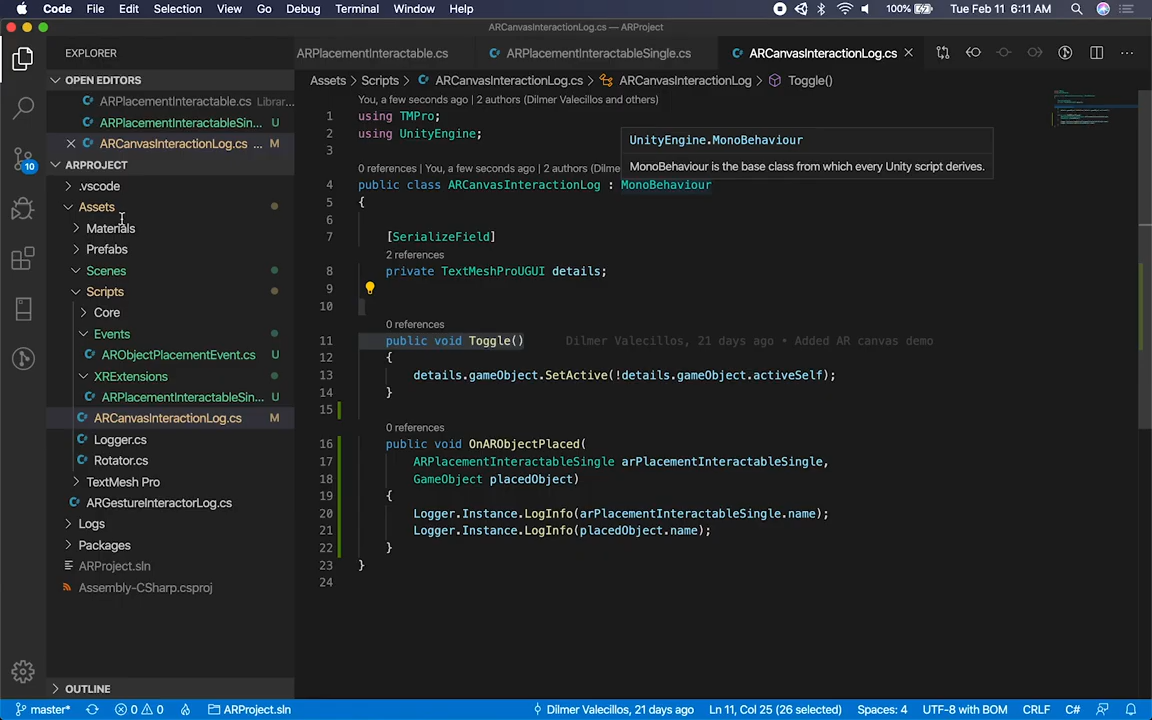 Code File Edit Selection View Go Debug Terminal Window Help 100% Tue Feb 11 6:11 AM
ARCanvasInteractionLog.cs — ARProject
EXPLORER
OPEN EDITORS
ARPlacementInteractable.cs Librar...
ARPlacementInteractableSin... U
ARCanvasInteractionLog.cs ... M
ARPROJECT
.vscode
Assets
Materials
Prefabs
Scenes
Scripts
Core
Events
ARObjectPlacementEvent.cs U
XRExtensions
ARPlacementInteractableSin... U
ARCanvasInteractionLog.cs M
Logger.cs
Rotator.cs
TextMesh Pro
ARGestureInteractorLog.cs
Logs
Packages
ARProject.sln
Assembly-CSharp.csproj
OUTLINE
10
ARPlacementInteractable.cs ARPlacementInteractableSingle.cs ARCanvasInteractionLog.cs
Assets > Scripts > ARCanvasInteractionLog.cs > ARCanvasInteractionLog > Toggle()
You, a few seconds ago | 2 authors (Dilmer Valecillos and others)
1 using TMPro;
2 using UnityEngine;
3
UnityEngine.MonoBehaviour
MonoBehaviour is the base class from which every Unity script derives.
0 references | You, a few seconds ago | 2 authors (Dilme
4 public class ARCanvasInteractionLog : MonoBehaviour
5 {
6
7 [SerializeField]
2 references
8 private TextMeshProUGUI details;
9
10
0 references
11 public void Toggle() Dilmer Valecillos, 21 days ago • Added AR canvas demo
12 {
13 details.gameObject.SetActive(!details.gameObject.activeSelf);
14 }
15
0 references
16 public void OnARObjectPlaced(
17 ARPlacementInteractableSingle arPlacementInteractableSingle,
18 GameObject placedObject)
19 {
20 Logger.Instance.LogInfo(arPlacementInteractableSingle.name);
21 Logger.Instance.LogInfo(placedObject.name);
22 }
23 }
24
master* 0 0 ARProject.sln Dilmer Valecillos, 21 days ago Ln 11, Col 25 (26 selected) Spaces: 4 UTF-8 with BOM CRLF C#